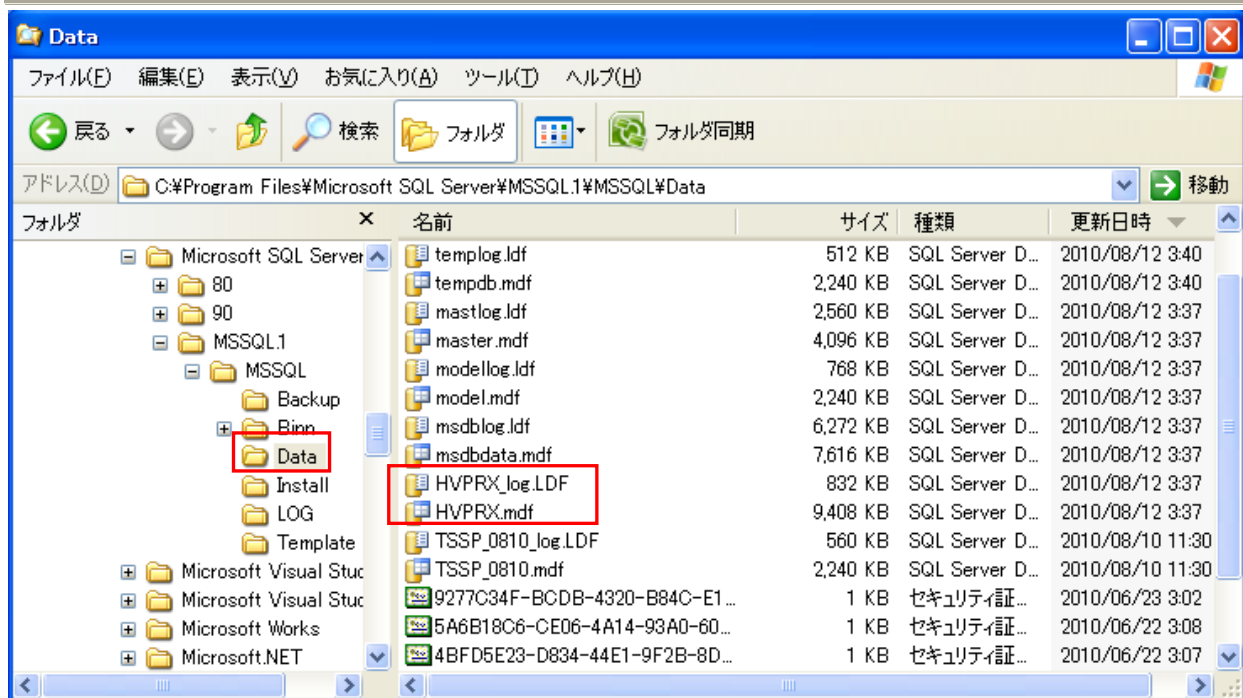 Data
ファイル(F) 編集(E) 表示(V) お気に入り(A) ツール(T) ヘルプ(H)
戻る 検索 フォルダ フォルダ同期
アドレス(D) C:¥Program Files¥Microsoft SQL Server¥MSSQL.1¥MSSQL¥Data 移動
フォルダ × 名前 サイズ 種類 更新日時
Microsoft SQL Server templog.ldf 512 KB SQL Server D... 2010/08/12 3:40
80 tempdb.mdf 2,240 KB SQL Server D... 2010/08/12 3:40
90 mastlog.ldf 2,560 KB SQL Server D... 2010/08/12 3:37
MSSQL.1 master.mdf 4,096 KB SQL Server D... 2010/08/12 3:37
MSSQL modellog.ldf 768 KB SQL Server D... 2010/08/12 3:37
Backup model.mdf 2,240 KB SQL Server D... 2010/08/12 3:37
Binn msdblog.ldf 6,272 KB SQL Server D... 2010/08/12 3:37
Data msdbdata.mdf 7,616 KB SQL Server D... 2010/08/12 3:37
Install HVPRX_log.LDF 832 KB SQL Server D... 2010/08/12 3:37
LOG HVPRX.mdf 9,408 KB SQL Server D... 2010/08/12 3:37
Template TSSP_0810_log.LDF 560 KB SQL Server D... 2010/08/10 11:30
Microsoft Visual Stuc TSSP_0810.mdf 2,240 KB SQL Server D... 2010/08/10 11:30
Microsoft Visual Stuc 9277C34F-BCDB-4320-B84C-E1... 1 KB セキュリティ証... 2010/06/23 3:02
Microsoft Works 5A6B18C6-CE06-4A14-93A0-60... 1 KB セキュリティ証... 2010/06/22 3:08
Microsoft.NET 4BFD5E23-D834-44E1-9F2B-8D... 1 KB セキュリティ証... 2010/06/22 3:07